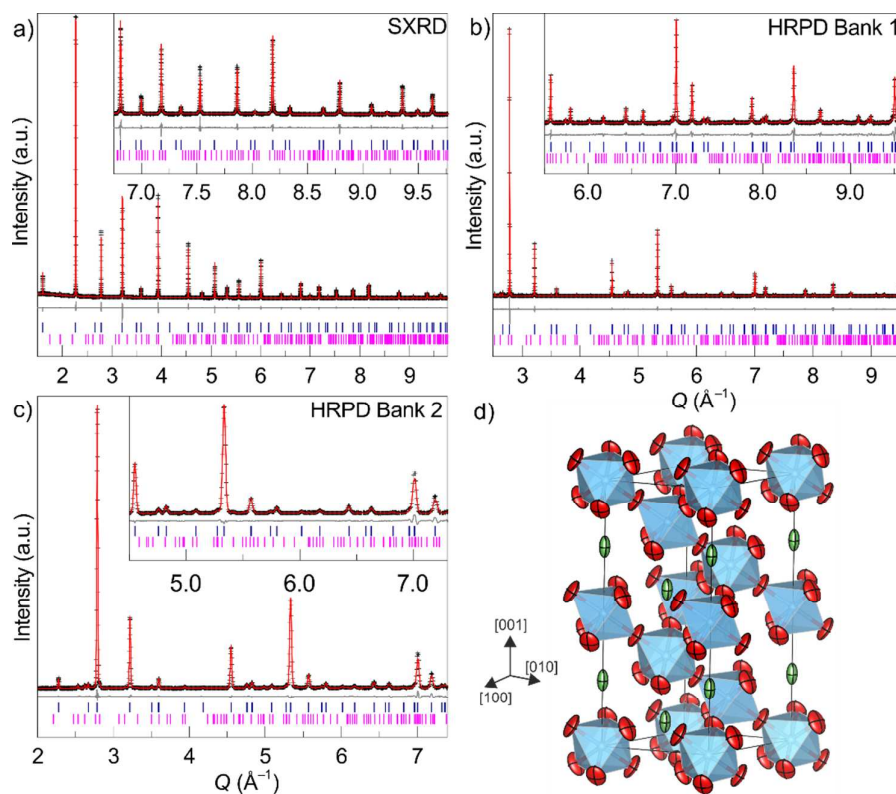 a)
SXRD
Intensity (a.u.)
7.0 7.5 8.0 8.5 9.0 9.5
2 3 4 5 6 7 8 9
Q (Å⁻¹)
b)
HRPD Bank 1
Intensity (a.u.)
6.0 7.0 8.0 9.0
3 4 5 6 7 8 9
Q (Å⁻¹)
c)
HRPD Bank 2
Intensity (a.u.)
5.0 6.0 7.0
2 3 4 5 6 7
Q (Å⁻¹)
d)
[001]
[010]
[100]